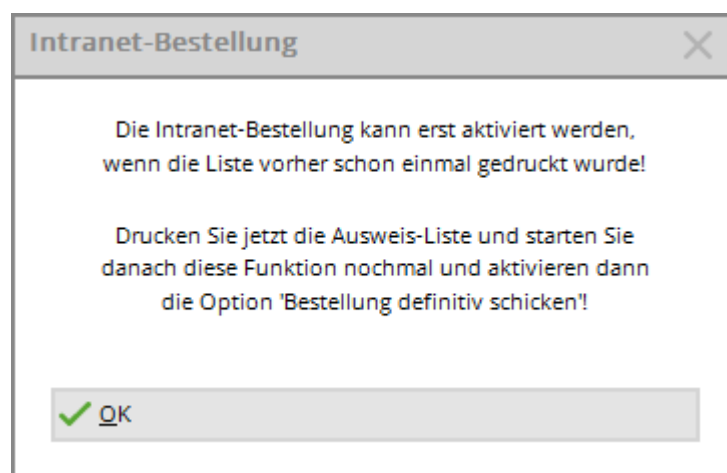 Intranet-Bestellung
Die Intranet-Bestellung kann erst aktiviert werden,
wenn die Liste vorher schon einmal gedruckt wurde!
Drucken Sie jetzt die Ausweis-Liste und starten Sie
danach diese Funktion nochmal und aktivieren dann
die Option 'Bestellung definitiv schicken'!
OK